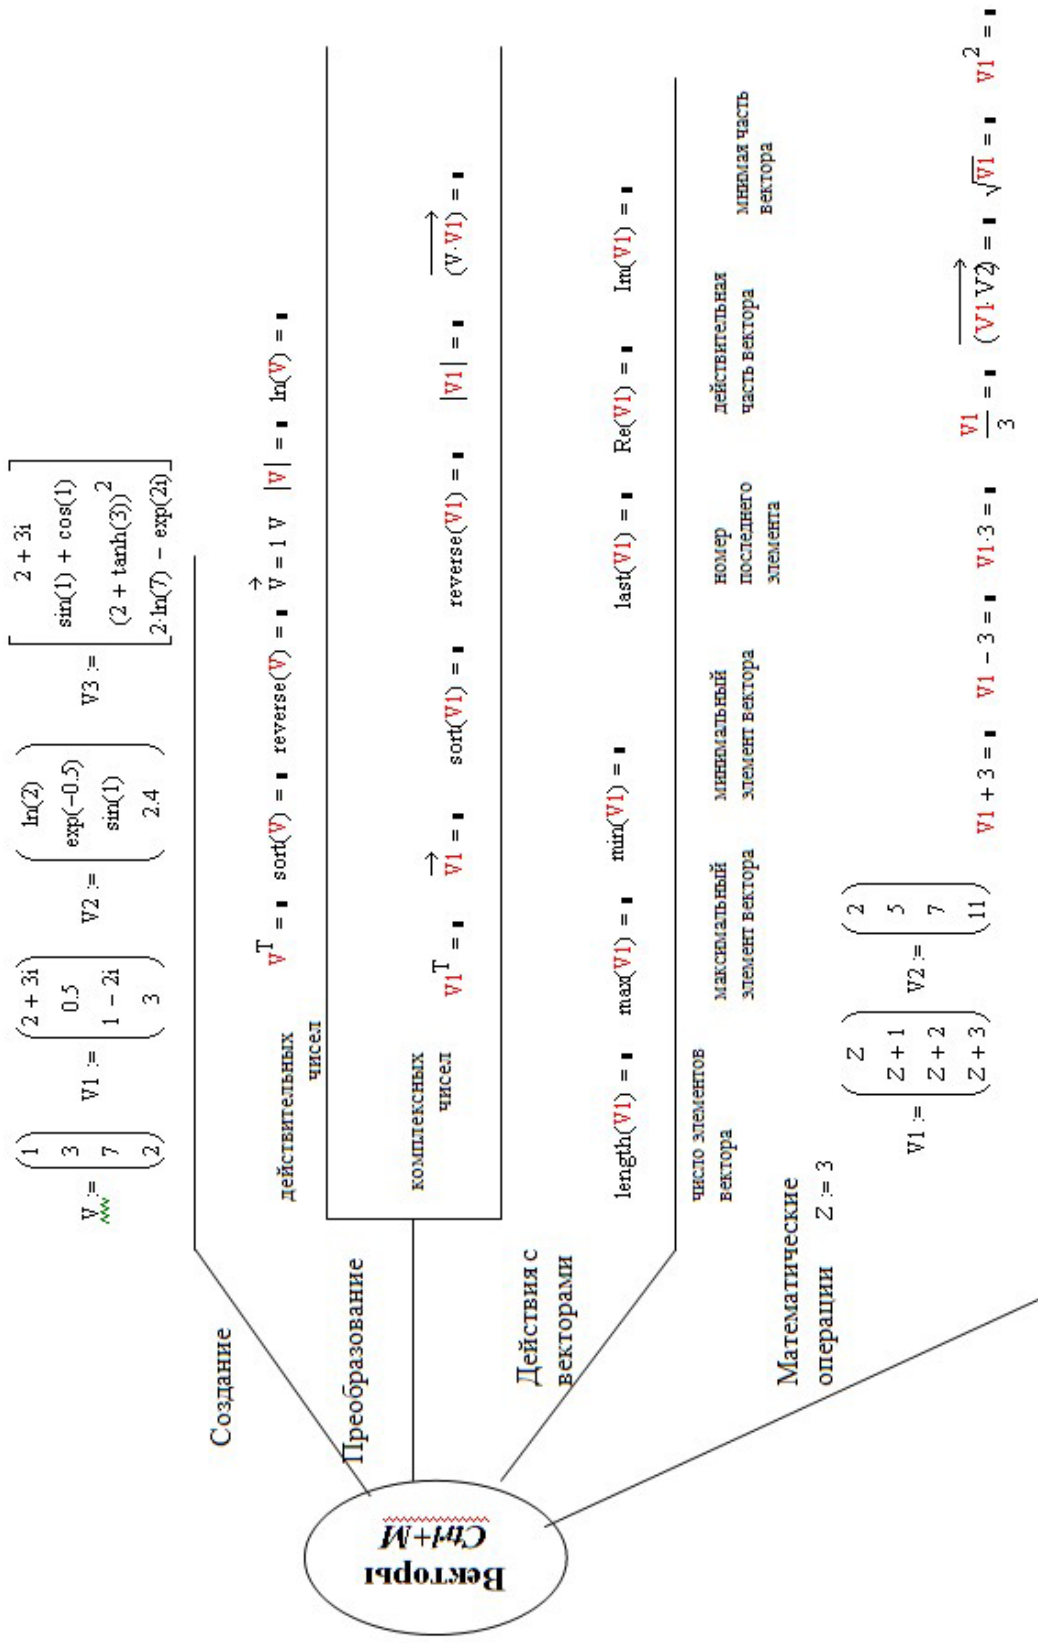 Векторы
Ctrl+M
Создание
V := ( 1 3 7 2 )
V1 := ( 2 + 3i 0.5 1 − 2i 3 )
V2 := ( ln(2) exp(−0.5) sin(1) 2.4 )
V3 := [ 2 + 3i sin(1) + cos(1) (2 + tanh(3))² 2·ln(7) − exp(2i) ]
Преобразование
действительных
чисел
Vᵀ = ▪ sort(V) = ▪ reverse(V) = ▪ V⃗ = 1 V |V| = ▪ ln(V) = ▪
комплексных
чисел
V1ᵀ = ▪ V1⃗ = ▪ sort(V1) = ▪ reverse(V1) = ▪ |V1| = ▪ (V·V1)⃗ = ▪
Действия с
векторами
length(V1) = ▪ max(V1) = ▪ min(V1) = ▪ last(V1) = ▪ Re(V1) = ▪ Im(V1) = ▪
число элементов
вектора
максимальный
элемент вектора
минимальный
элемент вектора
номер
последнего
элемента
действительная
часть вектора
мнимая часть
вектора
Математические
операции
Z := 3
V1 := ( Z Z + 1 Z + 2 Z + 3 )
V2 := ( 2 5 7 11 )
V1 + 3 = ▪ V1 − 3 = ▪ V1·3 = ▪ V1/3 = ▪ (V1·V2)⃗ = ▪ √V1 = ▪ V1² = ▪